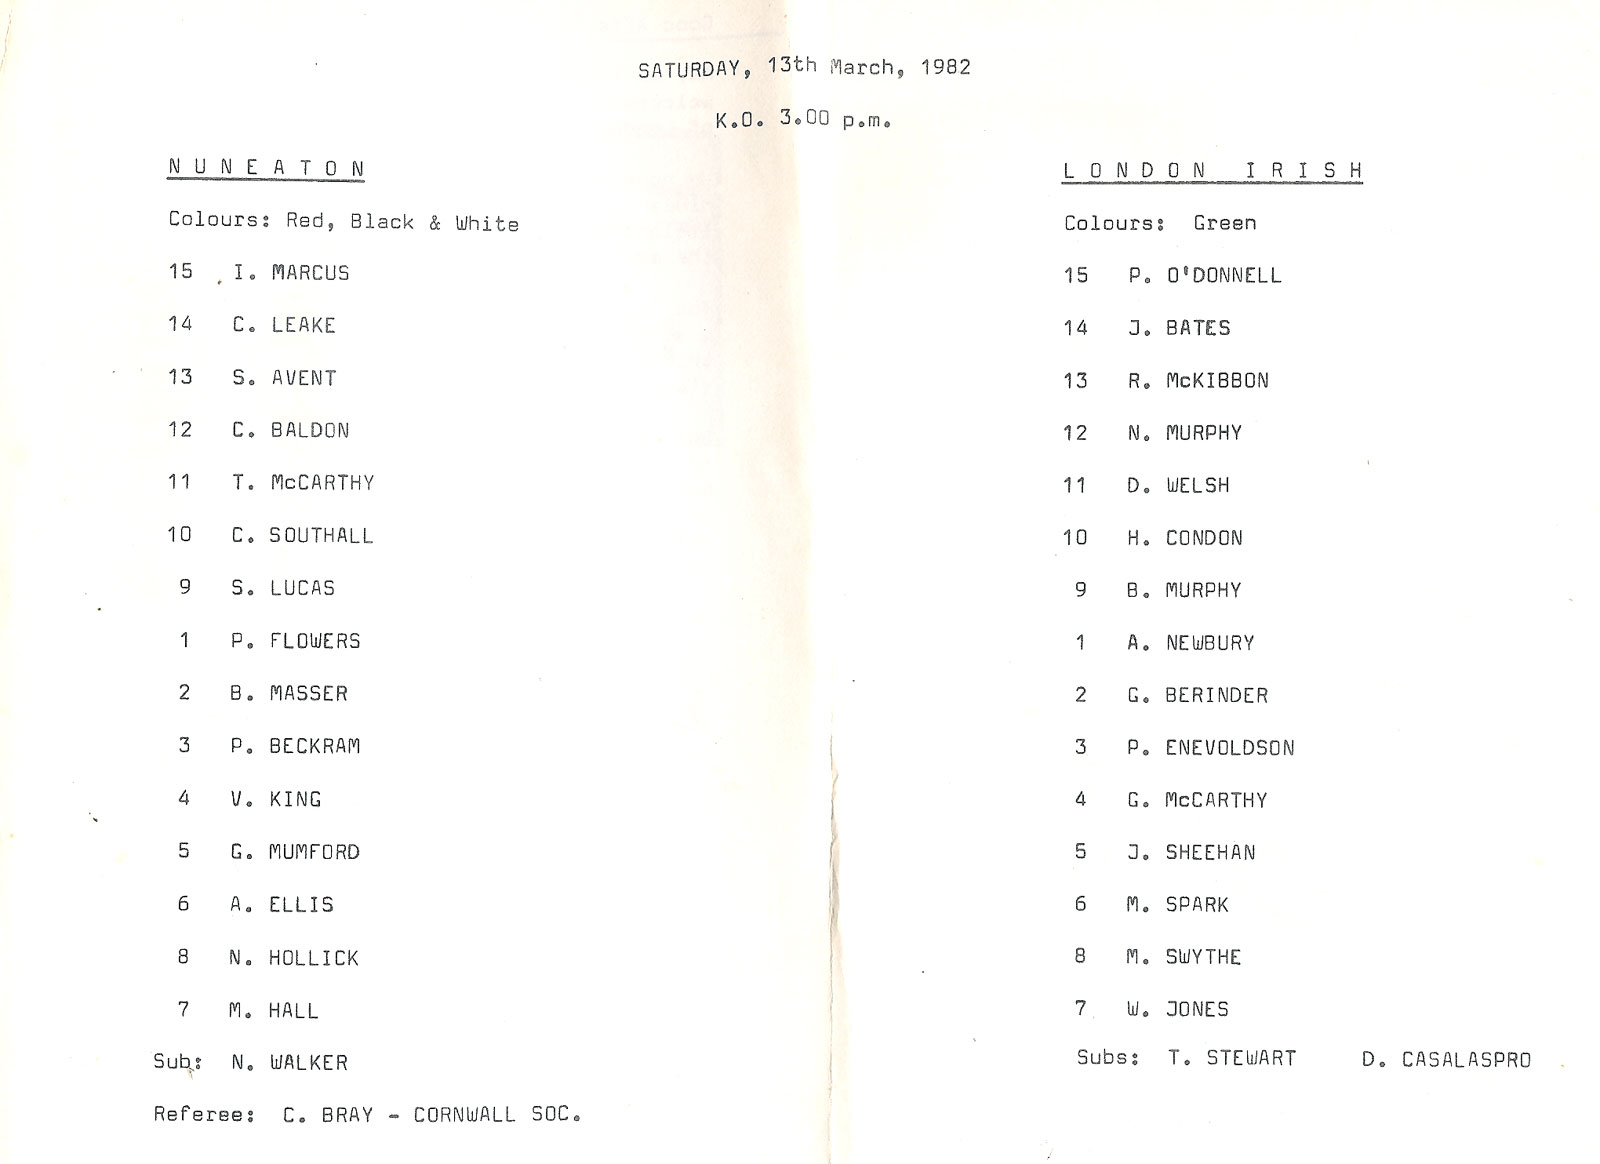 SATURDAY, 13th March, 1982
K.O. 3.00 p.m.
NUNEATON
Colours: Red, Black & White
15 I. MARCUS
14 C. LEAKE
13 S. AVENT
12 C. BALDON
11 T. McCARTHY
10 C. SOUTHALL
9 S. LUCAS
1 P. FLOWERS
2 B. MASSER
3 P. BECKRAM
4 V. KING
5 G. MUMFORD
6 A. ELLIS
8 N. HOLLICK
7 M. HALL
Sub: N. WALKER
Referee: C. BRAY - CORNWALL SOC.
LONDON IRISH
Colours: Green
15 P. O'DONNELL
14 J. BATES
13 R. McKIBBON
12 N. MURPHY
11 D. WELSH
10 H. CONDON
9 B. MURPHY
1 A. NEWBURY
2 G. BERINDER
3 P. ENEVOLDSON
4 G. McCARTHY
5 J. SHEEHAN
6 M. SPARK
8 M. SWYTHE
7 W. JONES
Subs: T. STEWART D. CASALASPRO